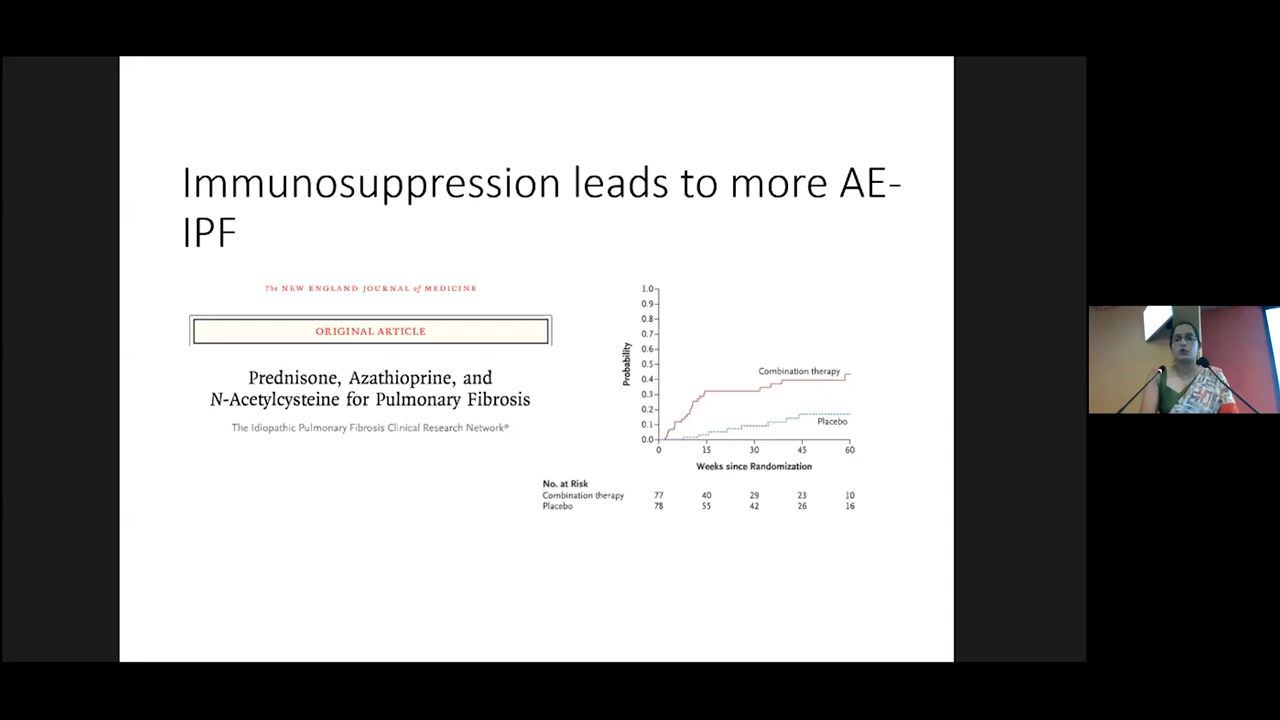 Immunosuppression leads to more AE-
IPF
The NEW ENGLAND JOURNAL of MEDICINE
ORIGINAL ARTICLE
Prednisone, Azathioprine, and
N-Acetylcysteine for Pulmonary Fibrosis
The Idiopathic Pulmonary Fibrosis Clinical Research Network*
Probability
1.0
0.9
0.8
0.7
0.6
0.5
0.4
0.3
0.2
0.1
0.0
Combination therapy
Placebo
0 15 30 45 60
Weeks since Randomization
No. at Risk
Combination therapy 77 40 29 23 10
Placebo 78 55 42 26 16